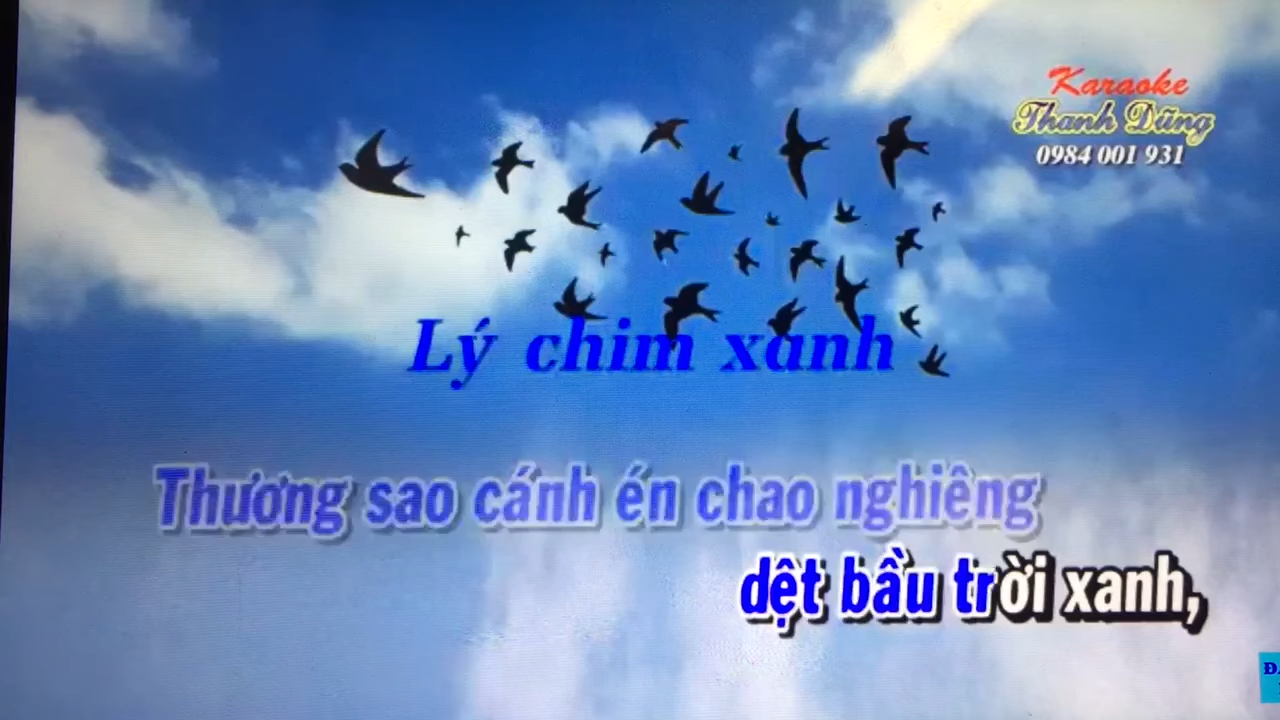 Karaoke
Thanh Dũng
0984 001 931
Lý chim xanh
Thương sao cánh én chao nghiêng
dệt bầu trời xanh,